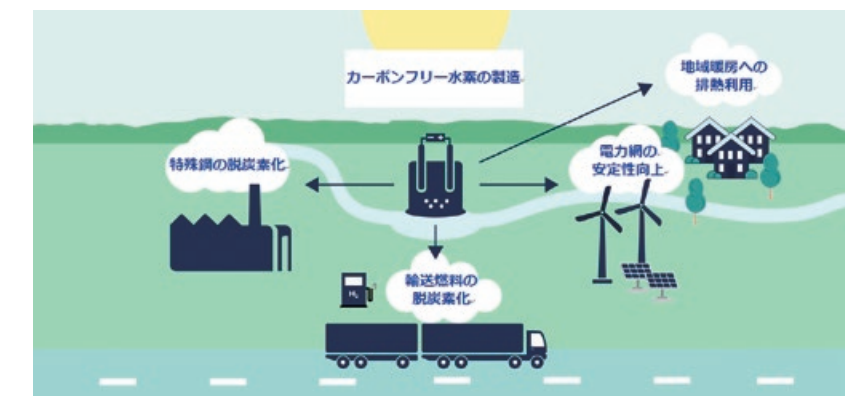 カーボンフリー水素の製造
地域暖房への
排熱利用
特殊鋼の脱炭素化
電力網の
安定性向上
輸送燃料の
脱炭素化
H₂